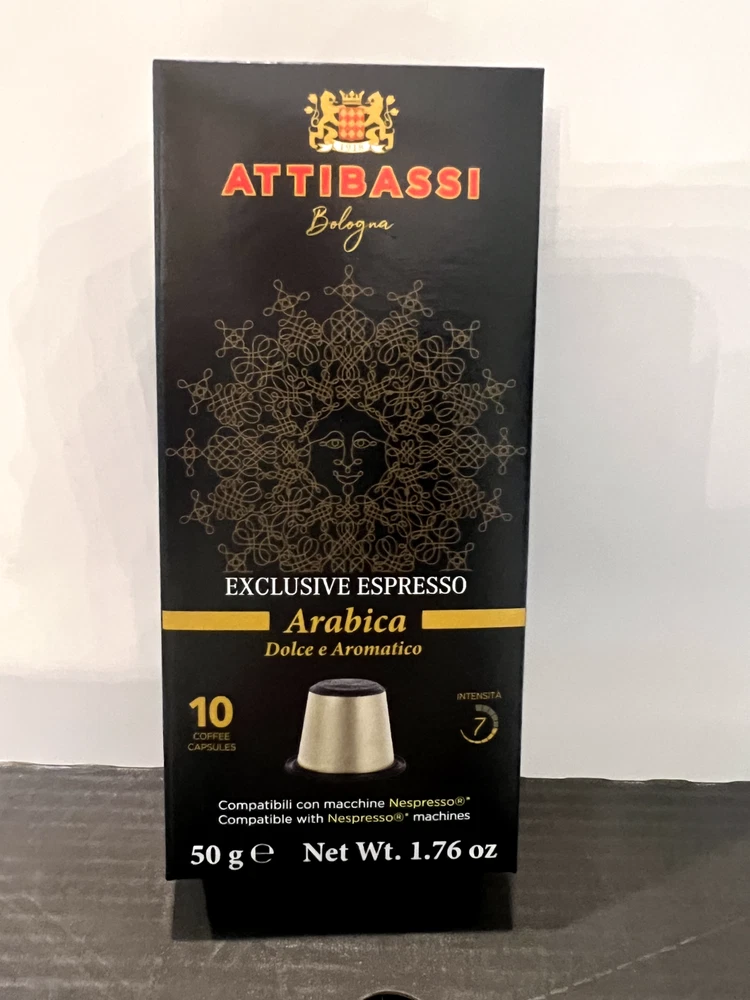 1918
ATTIBASSI
Bologna
EXCLUSIVE ESPRESSO
Arabica
Dolce e Aromatico
10
COFFEE
CAPSULES
INTENSITÀ
7
Compatibili con macchine Nespresso®*
Compatible with Nespresso®* machines
50 g ℮ Net Wt. 1.76 oz